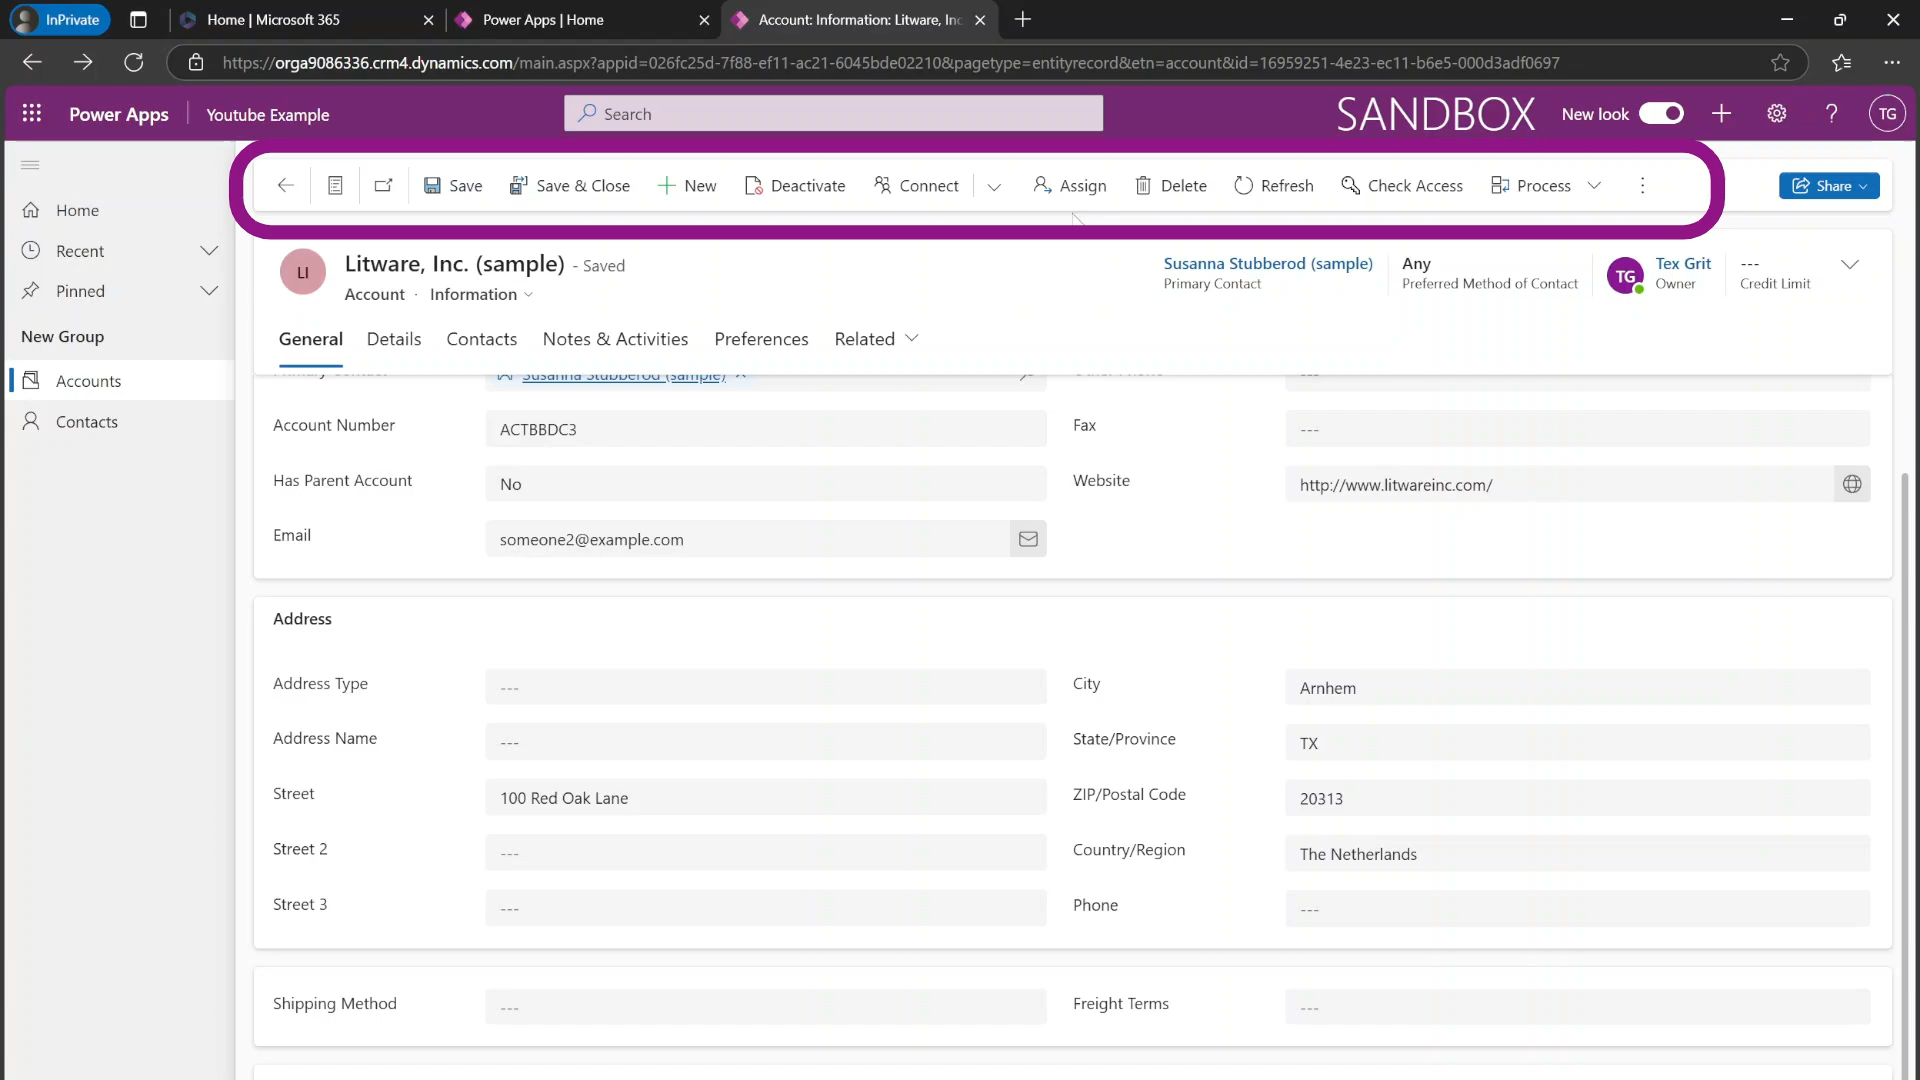 InPrivate
Home | Microsoft 365
Power Apps | Home
Account: Information: Litware, Inc
https://orga9086336.crm4.dynamics.com/main.aspx?appid=026fc25d-7f88-ef11-ac21-6045bde02210&pagetype=entityrecord&etn=account&id=16959251-4e23-ec11-b6e5-000d3adf0697
Power Apps
Youtube Example
Search
SANDBOX
New look
TG
Save
Save & Close
New
Deactivate
Connect
Assign
Delete
Refresh
Check Access
Process
Share
Home
Recent
Pinned
New Group
Accounts
Contacts
LI
Litware, Inc. (sample) - Saved
Account · Information
Susanna Stubberod (sample)
Primary Contact
Any
Preferred Method of Contact
TG
Tex Grit
Owner
---
Credit Limit
General
Details
Contacts
Notes & Activities
Preferences
Related
Primary Contact
Susanna Stubberod (sample)
Other Phone
---
Account Number
ACTBBDC3
Fax
---
Has Parent Account
No
Website
http://www.litwareinc.com/
Email
someone2@example.com
Address
Address Type
---
City
Arnhem
Address Name
---
State/Province
TX
Street
100 Red Oak Lane
ZIP/Postal Code
20313
Street 2
---
Country/Region
The Netherlands
Street 3
---
Phone
---
Shipping Method
---
Freight Terms
---